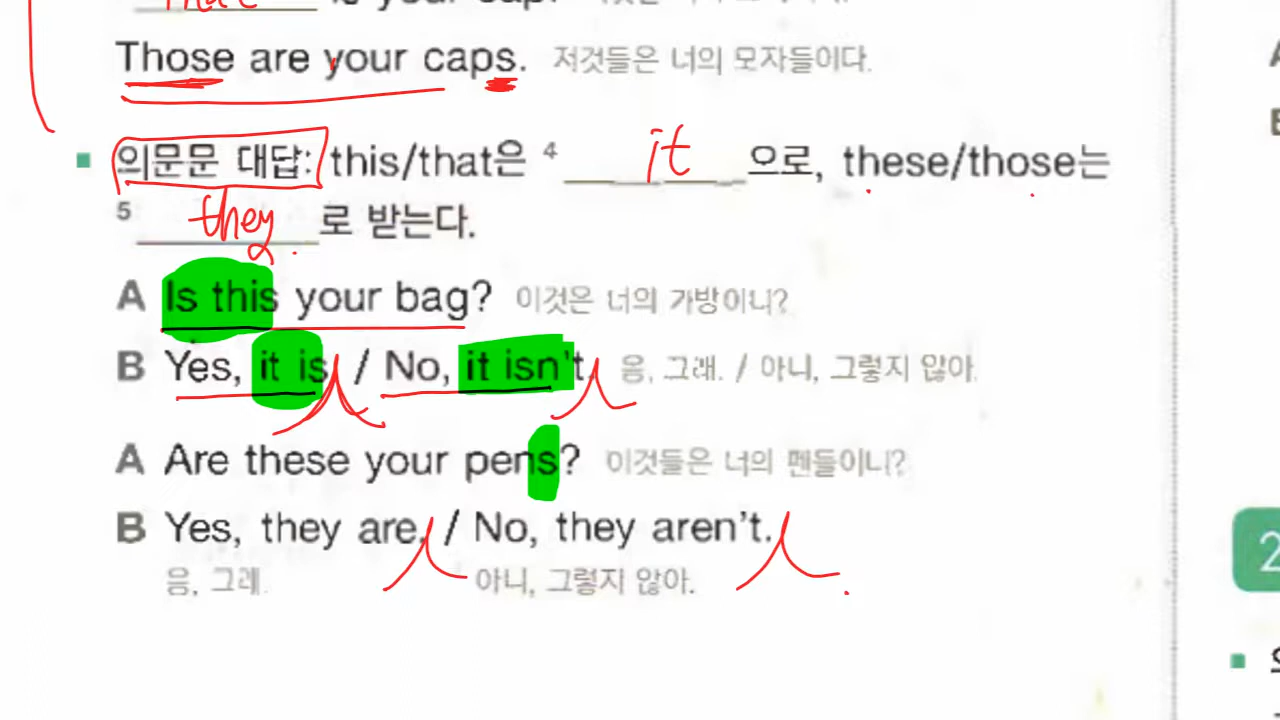 that is your cap.
Those are your caps. 저것들은 너의 모자들이다.
의문문 대답: this/that은 4 it 으로, these/those는
5 they 로 받는다.
A Is this your bag? 이것은 너의 가방이니?
B Yes, it is. / No, it isn't. 응, 그래. / 아니, 그렇지 않아.
A Are these your pens? 이것들은 너의 펜들이니?
B Yes, they are. / No, they aren't.
응, 그래. 아니, 그렇지 않아.
2